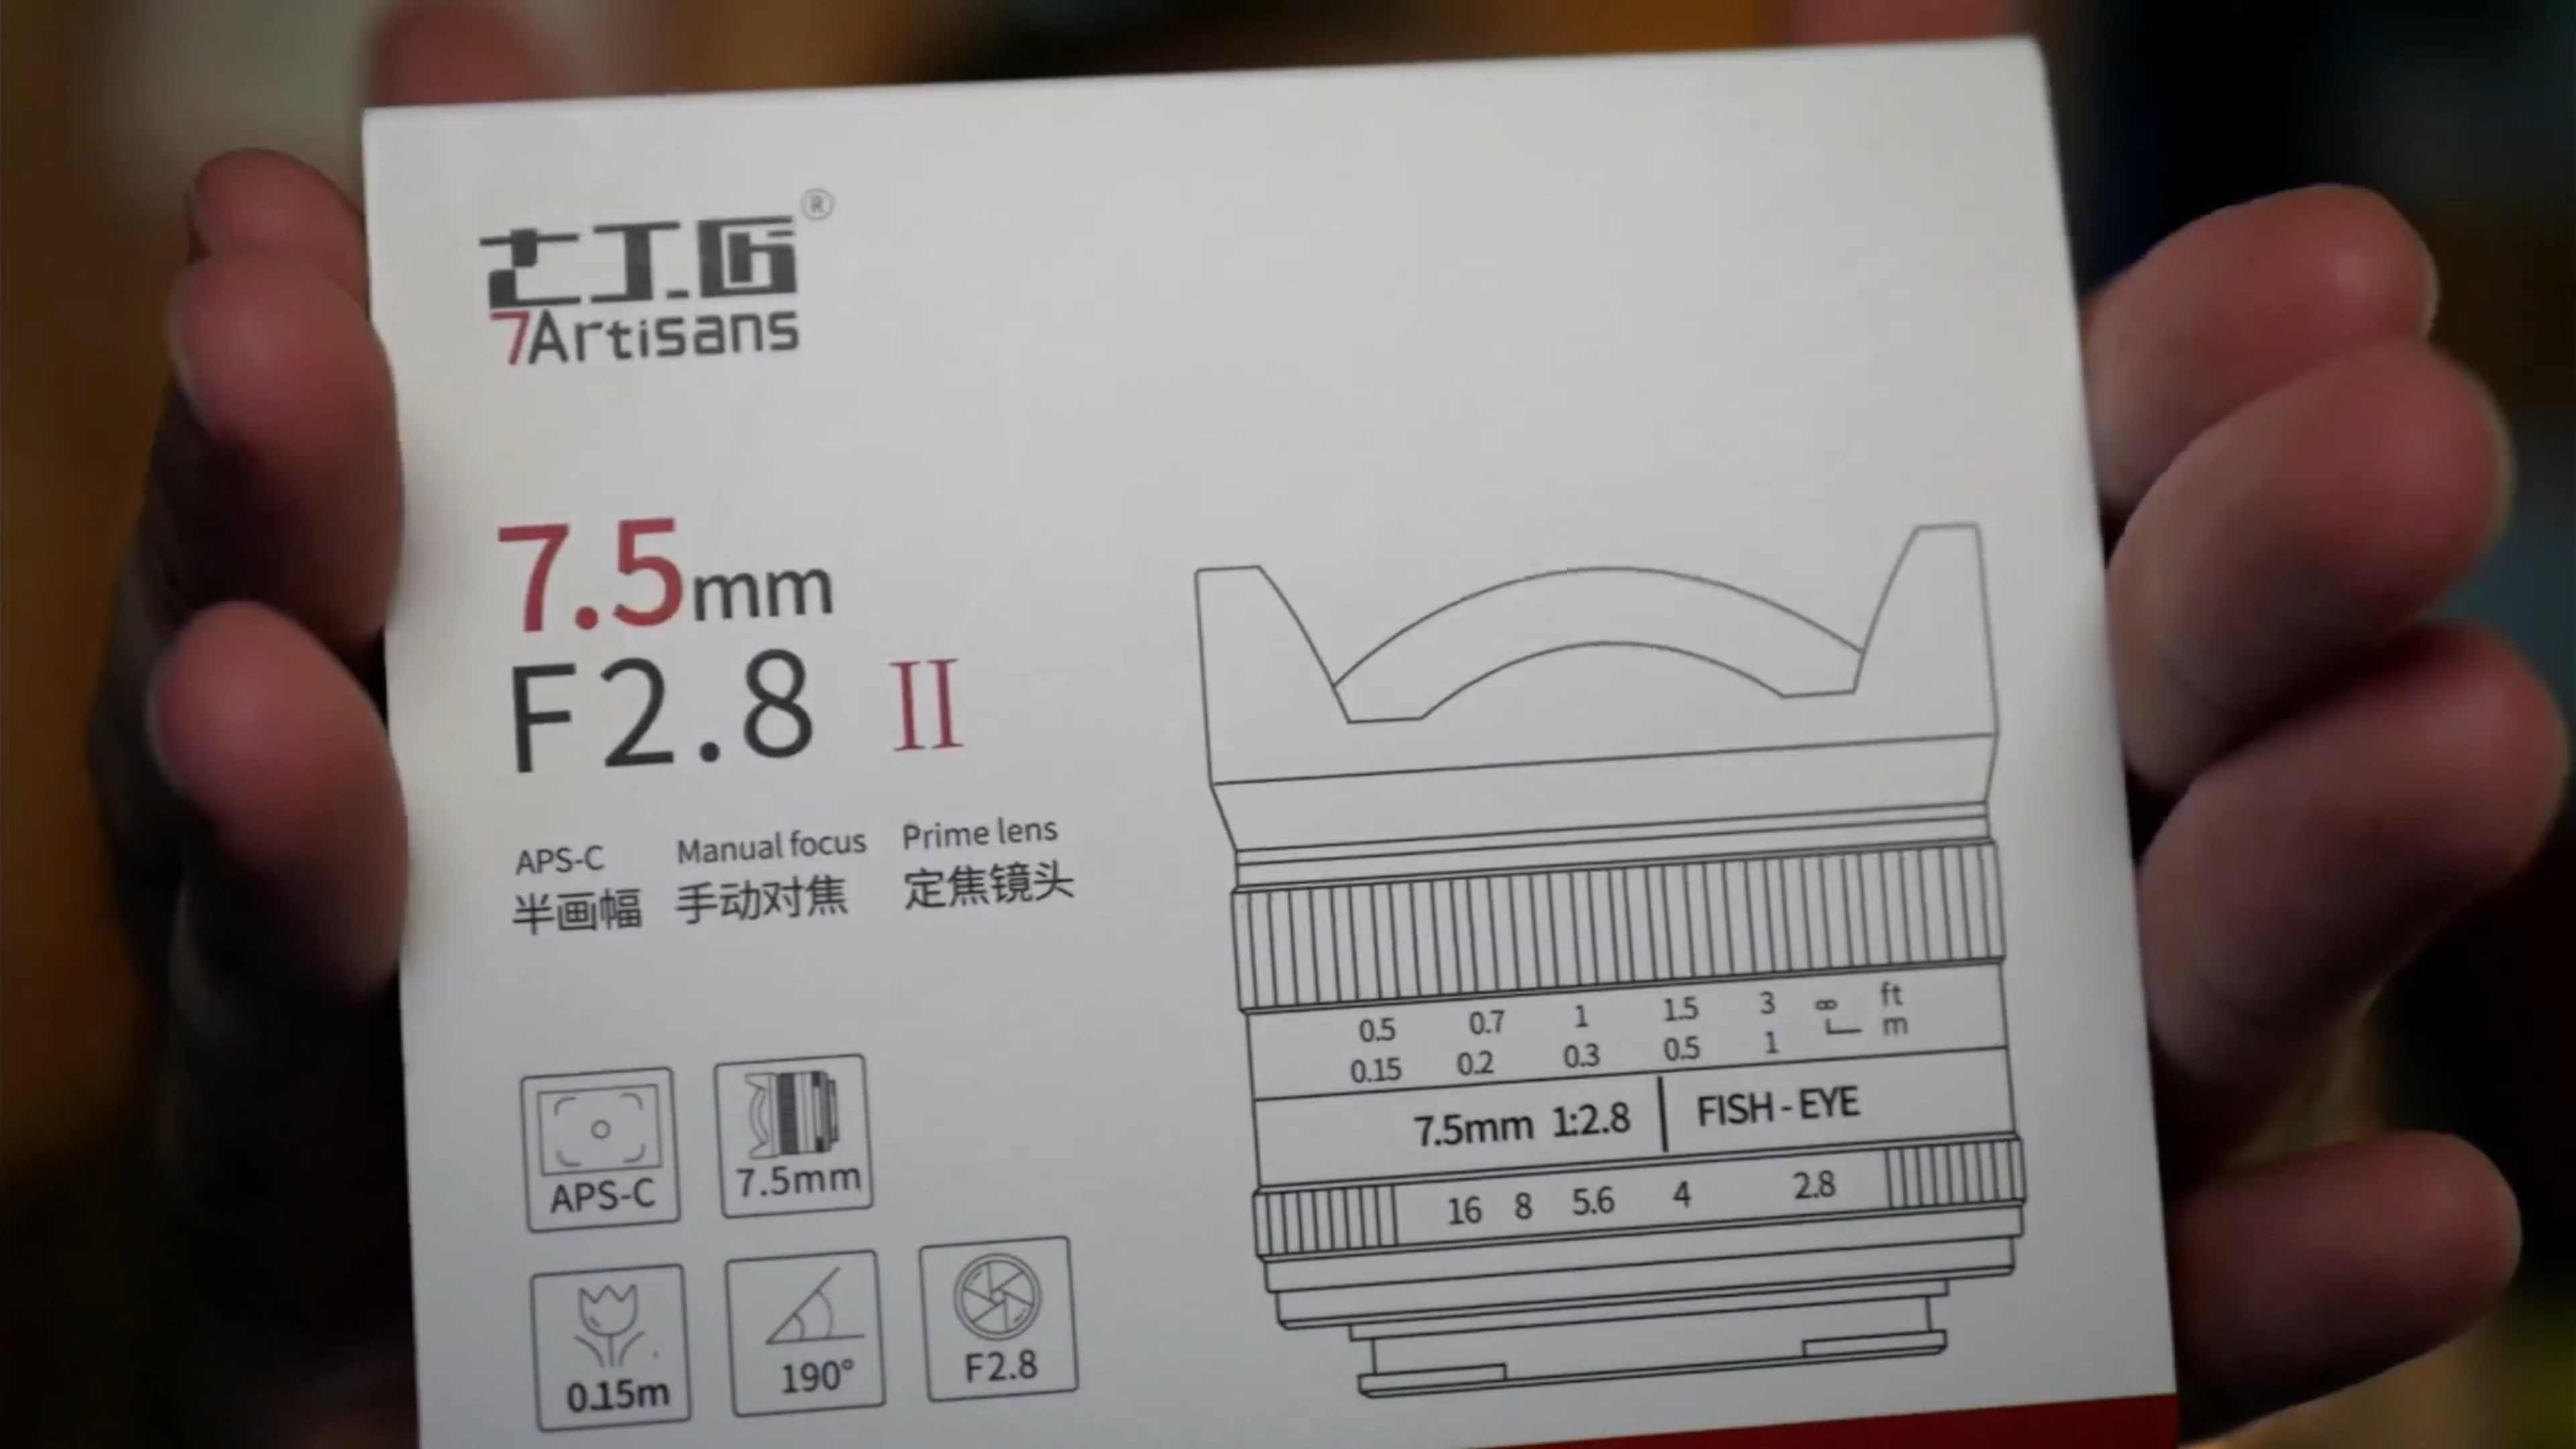 七工匠®
7Artisans
7.5mm
F2.8 II
APS-C Manual focus Prime lens
半画幅 手动对焦 定焦镜头
APS-C
7.5mm
0.15m
190°
F2.8
0.5 0.7 1 1.5 3 ∞ ft
0.15 0.2 0.3 0.5 1 m
7.5mm 1:2.8 | FISH-EYE
16 8 5.6 4 2.8